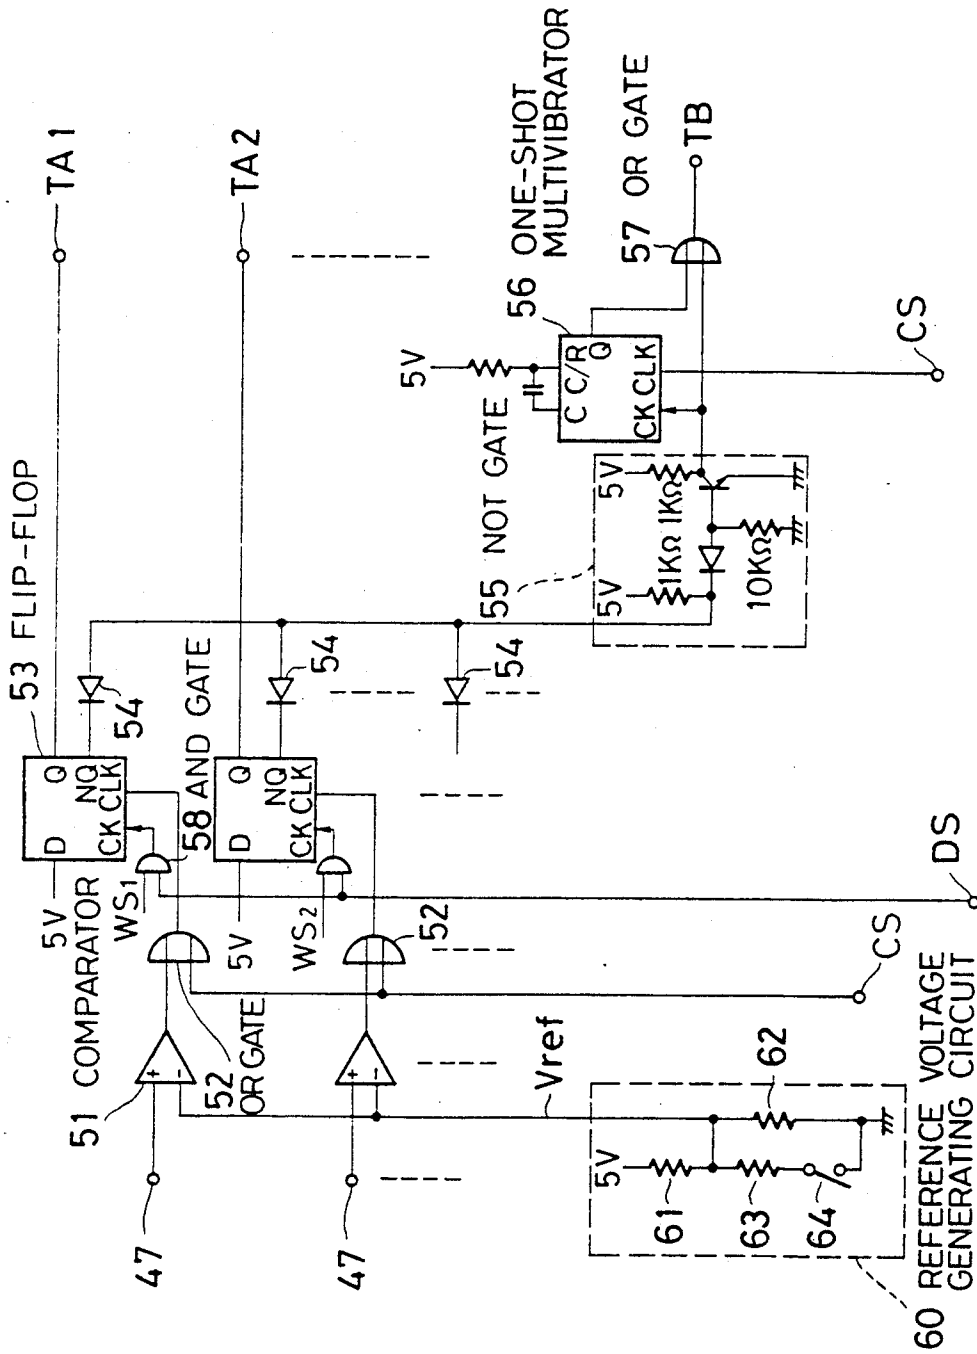 TA1
TA2
53 FLIP-FLOP
56 ONE-SHOT
MULTIVIBRATOR
57 OR GATE
TB
5V
C C/R
Q
CK CLK
CS
55 NOT GATE
5V
5V
1KΩ
1KΩ
10KΩ
54
54
54
5V
D
Q
NQ
CK CLK
58 AND GATE
WS1
5V
D
Q
NQ
CK CLK
WS2
DS
51 COMPARATOR
+
-
52
OR GATE
52
CS
+
-
47
47
Vref
5V
61
62
63
64
60 REFERENCE VOLTAGE
GENERATING CIRCUIT